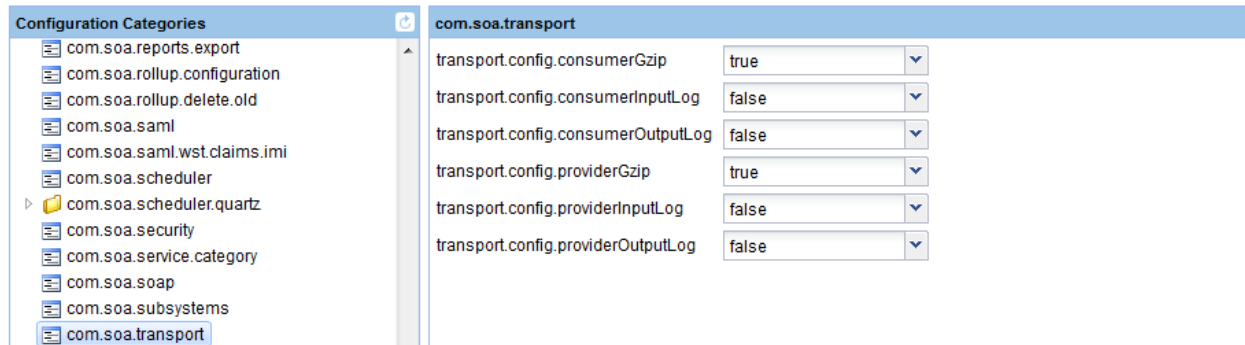 Configuration Categories
com.soa.reports.export
com.soa.rollup.configuration
com.soa.rollup.delete.old
com.soa.saml
com.soa.saml.wst.claims.imi
com.soa.scheduler
com.soa.scheduler.quartz
com.soa.security
com.soa.service.category
com.soa.soap
com.soa.subsystems
com.soa.transport
com.soa.transport
transport.config.consumerGzip true
transport.config.consumerInputLog false
transport.config.consumerOutputLog false
transport.config.providerGzip true
transport.config.providerInputLog false
transport.config.providerOutputLog false